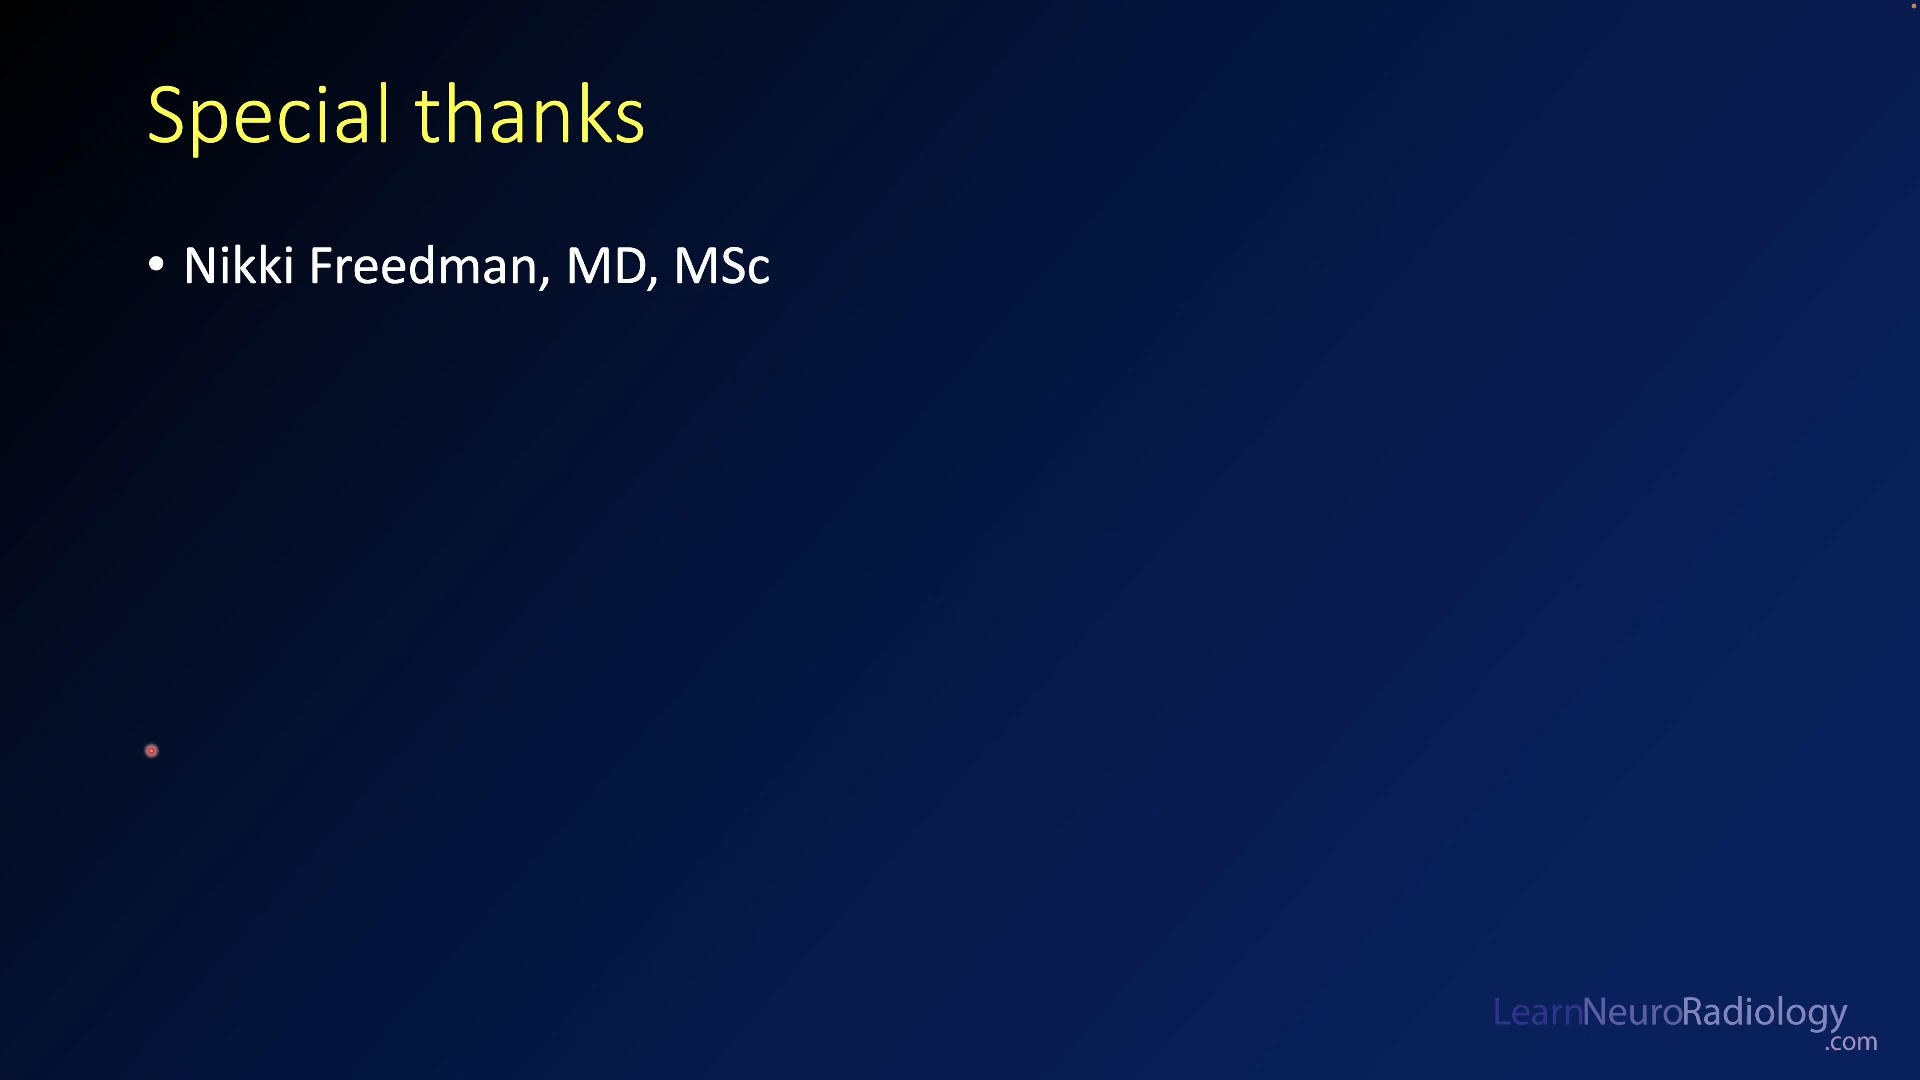 Special thanks
• Nikki Freedman, MD, MSc
LearnNeuroRadiology
.com